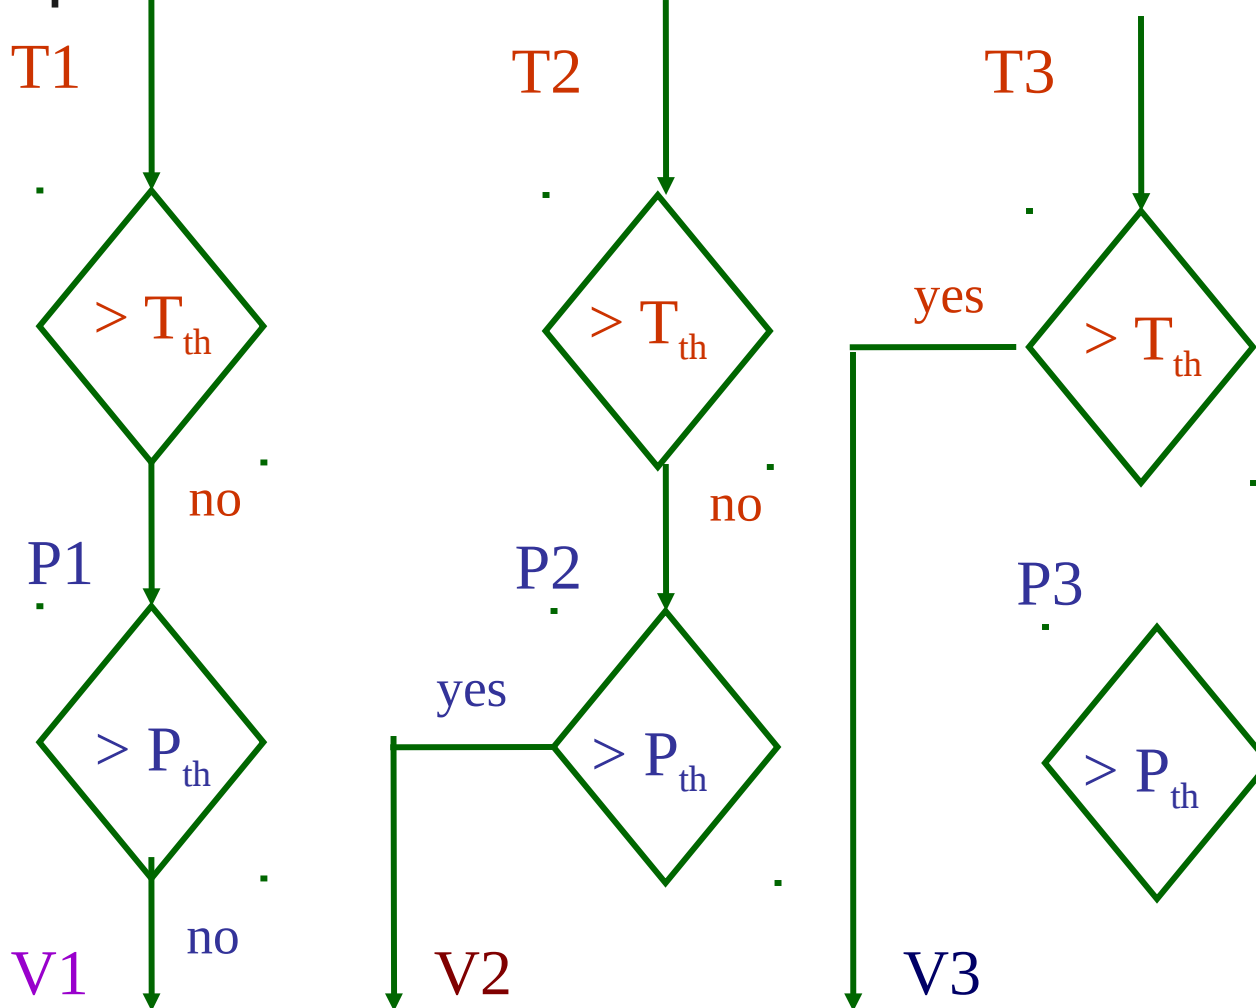 T1 T2 T3
> Tth > Tth yes > Tth
no no
P1 P2 P3
yes
> Pth > Pth > Pth
no
V1 V2 V3